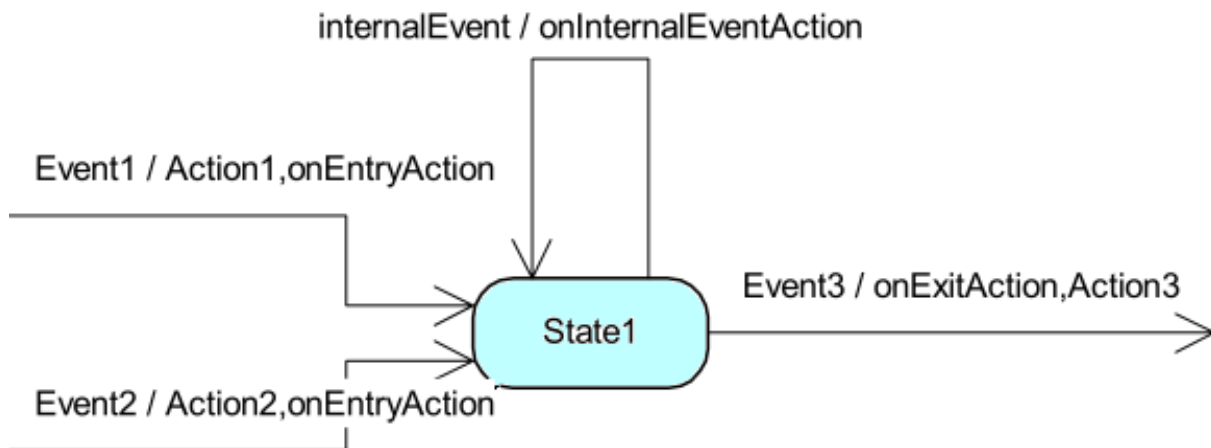 internalEvent / onInternalEventAction
Event1 / Action1,onEntryAction
Event3 / onExitAction,Action3
State1
Event2 / Action2,onEntryAction